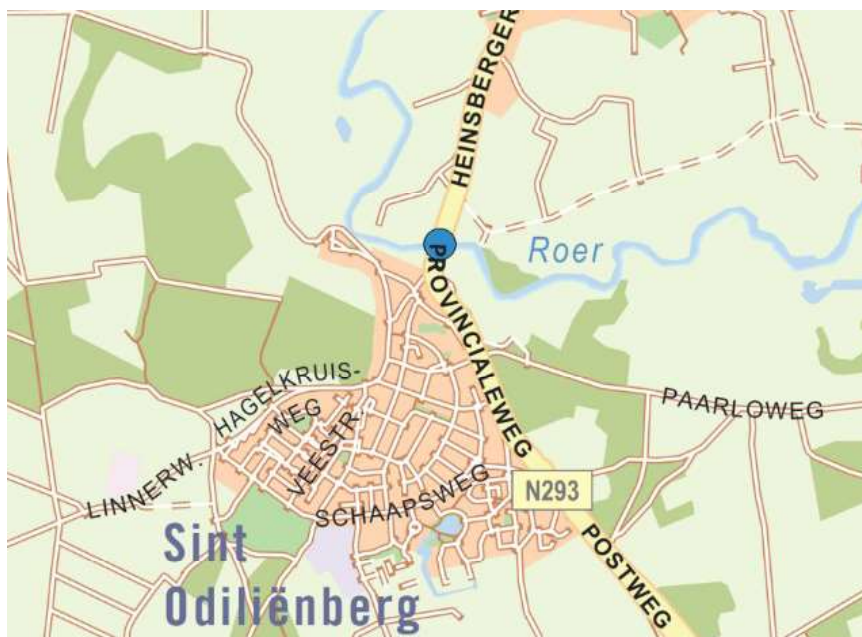 HEINSBERGER
Roer
PROVINCIALEWEG
HAGELKRUIS-
WEG
PAARLOWEG
VEESTR.
LINNERW.
SCHAAPSWEG
N293
POSTWEG
Sint
Odiliënberg